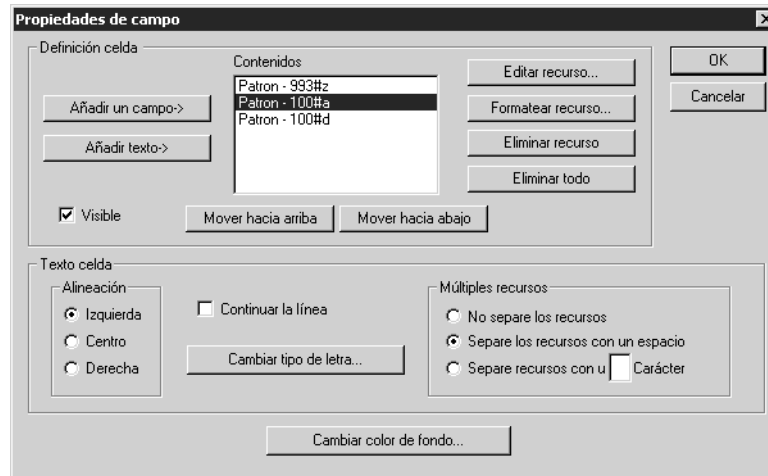 Propiedades de campo
Definición celda
Contenidos
Patron - 993#z
Patron - 100#a
Patron - 100#d
Añadir un campo->
Añadir texto->
Editar recurso...
Formatear recurso...
Eliminar recurso
Eliminar todo
OK
Cancelar
Visible
Mover hacia arriba
Mover hacia abajo
Texto celda
Alineación
Izquierda
Centro
Derecha
Continuar la línea
Cambiar tipo de letra...
Múltiples recursos
No separe los recursos
Separe los recursos con un espacio
Separe recursos con u Carácter
Cambiar color de fondo...